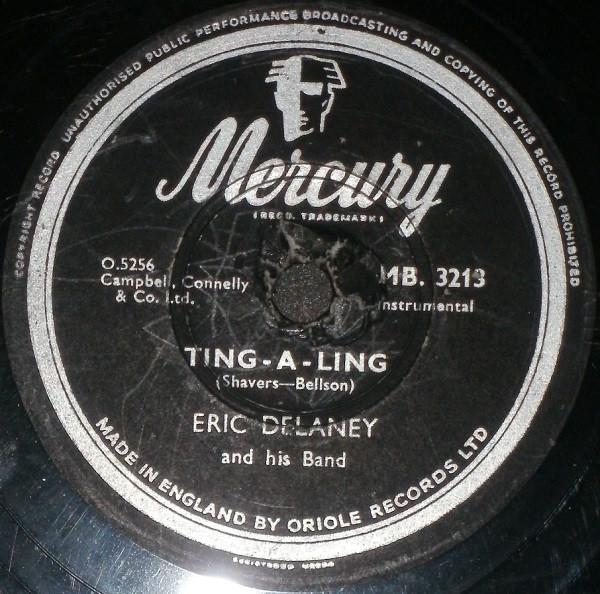 COPYRIGHT RECORD UNAUTHORISED PUBLIC PERFORMANCE BROADCASTING AND COPYING OF THIS RECORD PROHIBITED
Mercury
(REGD. TRADEMARK)
O.5256
Campbell, Connelly
& Co. Ltd.
MB. 3213
Instrumental
TING-A-LING
(Shavers—Bellson)
ERIC DELANEY
and his Band
MADE IN ENGLAND BY ORIOLE RECORDS LTD
REGISTERED